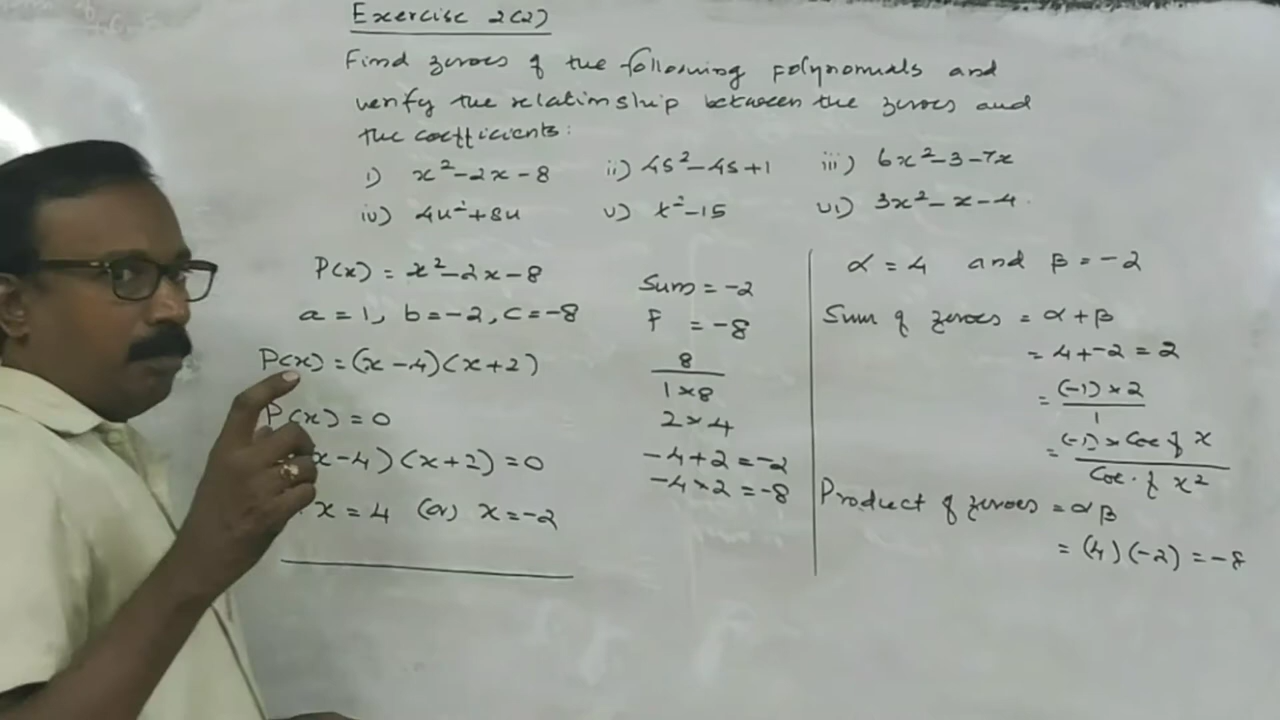 Exercise 2(2)
Find zeroes of the following polynomials and
verify the relationship between the zeroes and
the coefficients:
i) x²-2x-8 ii) 4s²-4s+1 iii) 6x²-3-7x
iv) 4u²+8u v) t²-15 vi) 3x²-x-4
P(x) = x²-2x-8
a = 1, b=-2, c=-8
P(x) = (x-4)(x+2)
P(x) = 0
x-4)(x+2) = 0
x = 4 (or) x = -2
Sum = -2
P = -8
8
1×8
2×4
-4+2 = -2
-4×2 = -8
α = 4 and β = -2
Sum of zeroes = α+β
= 4+-2 = 2
= (-1)×2
1
= (-1)×Coe of x
Coe. of x²
Product of zeroes = αβ
= (4)(-2) = -8